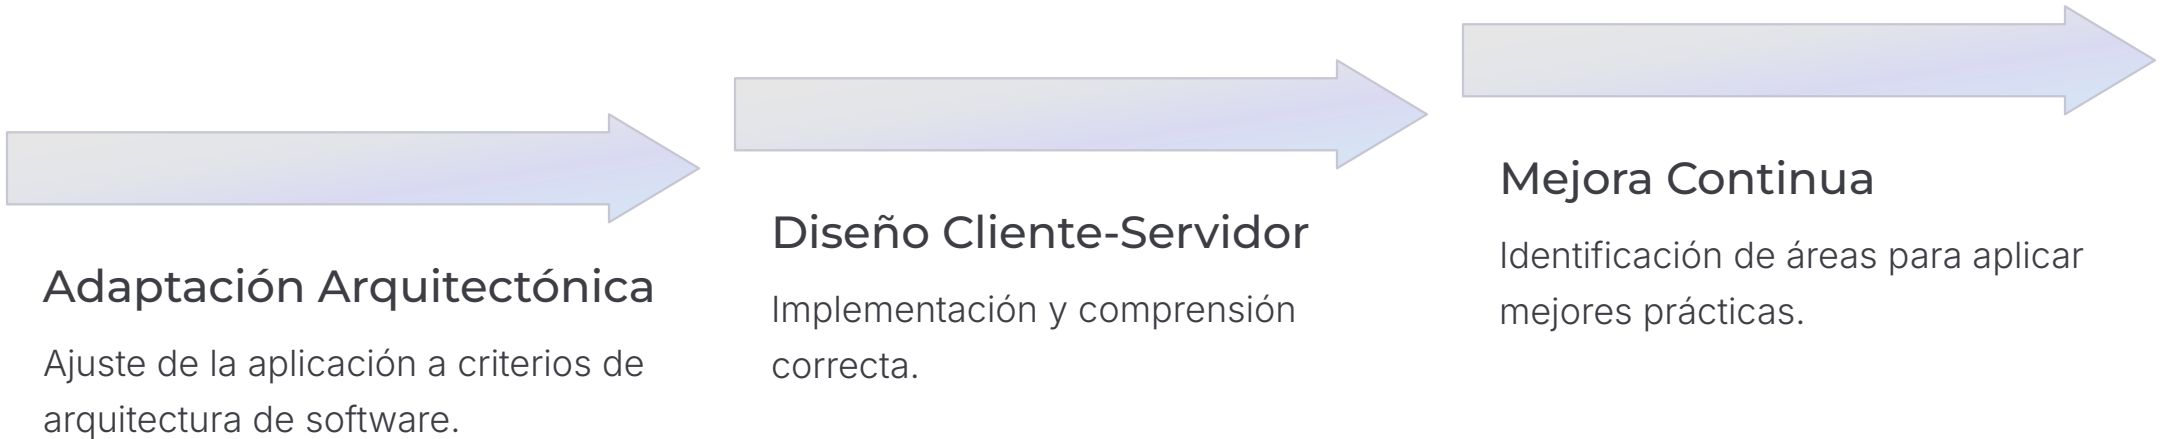 Adaptación Arquitectónica
Ajuste de la aplicación a criterios de
arquitectura de software.
Diseño Cliente-Servidor
Implementación y comprensión
correcta.
Mejora Continua
Identificación de áreas para aplicar
mejores prácticas.